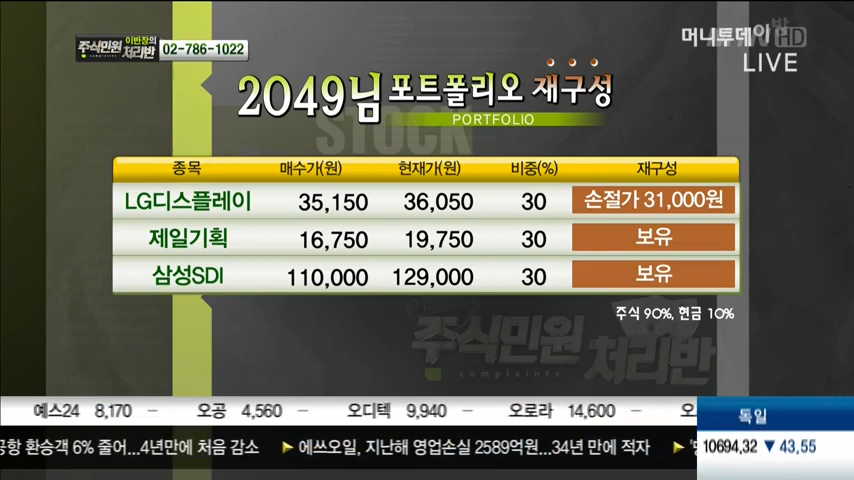 주식민원 이반장의 처리반 02-786-1022
complaints
머니투데이방송 HD
LIVE
2049님 포트폴리오 재구성
PORTFOLIO
STOCK
종목 매수가(원) 현재가(원) 비중(%) 재구성
LG디스플레이 35,150 36,050 30 손절가 31,000원
제일기획 16,750 19,750 30 보유
삼성SDI 110,000 129,000 30 보유
주식 90%, 현금 10%
주식민원 처리반
complaints
예스24 8,170 – 오공 4,560 – 오디텍 9,940 – 오로라 14,600 – 오
독일
공항 환승객 6% 줄어...4년만에 처음 감소 ▶에쓰오일, 지난해 영업손실 2589억원...34년 만에 적자 ▶
10694,32 ▼43,55